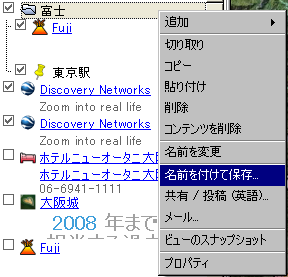 富士
Fuji
東京駅
Discovery Networks
Zoom into real life
Discovery Networks
Zoom into real life
ホテルニューオータニ大
ホテルニューオータニ大
06-6941-1111
大阪城
2008 年まで
Fuji
追加
切り取り
コピー
貼り付け
削除
コンテンツを削除
名前を変更
名前を付けて保存...
共有 / 投稿 (英語)...
メール...
ビューのスナップショット
プロパティ